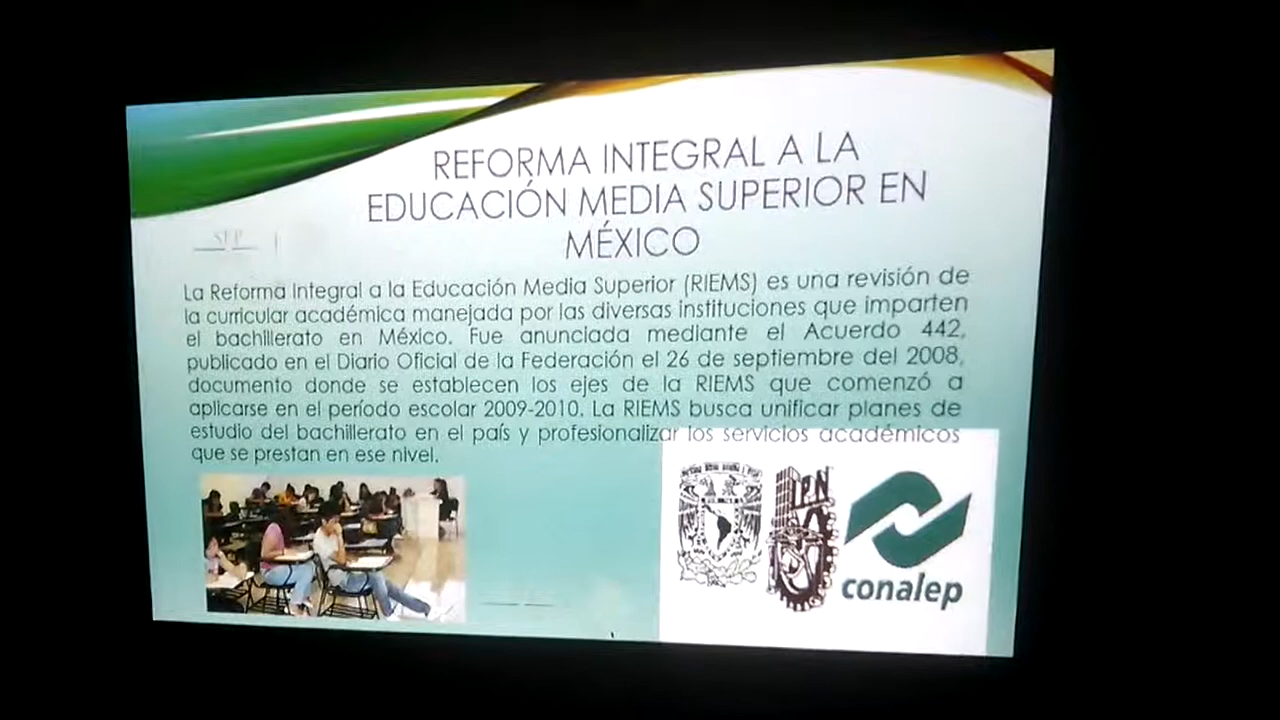 REFORMA INTEGRAL A LA
EDUCACIÓN MEDIA SUPERIOR EN
MÉXICO
SEP
La Reforma Integral a la Educación Media Superior (RIEMS) es una revisión de
la curricular académica manejada por las diversas instituciones que imparten
el bachillerato en México. Fue anunciada mediante el Acuerdo 442,
publicado en el Diario Oficial de la Federación el 26 de septiembre del 2008,
documento donde se establecen los ejes de la RIEMS que comenzó a
aplicarse en el período escolar 2009-2010. La RIEMS busca unificar planes de
estudio del bachillerato en el país y profesionalizar los servicios académicos
que se prestan en ese nivel.
IPN
conalep